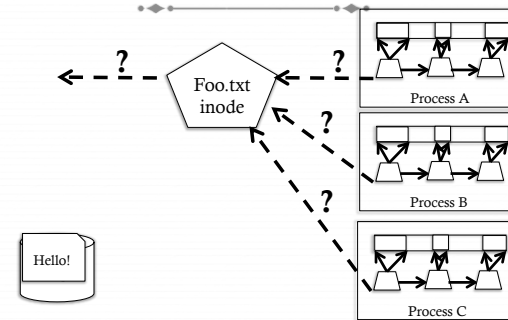 ?
?
Foo.txt
inode
Process A
?
Process B
?
Hello!
Process C